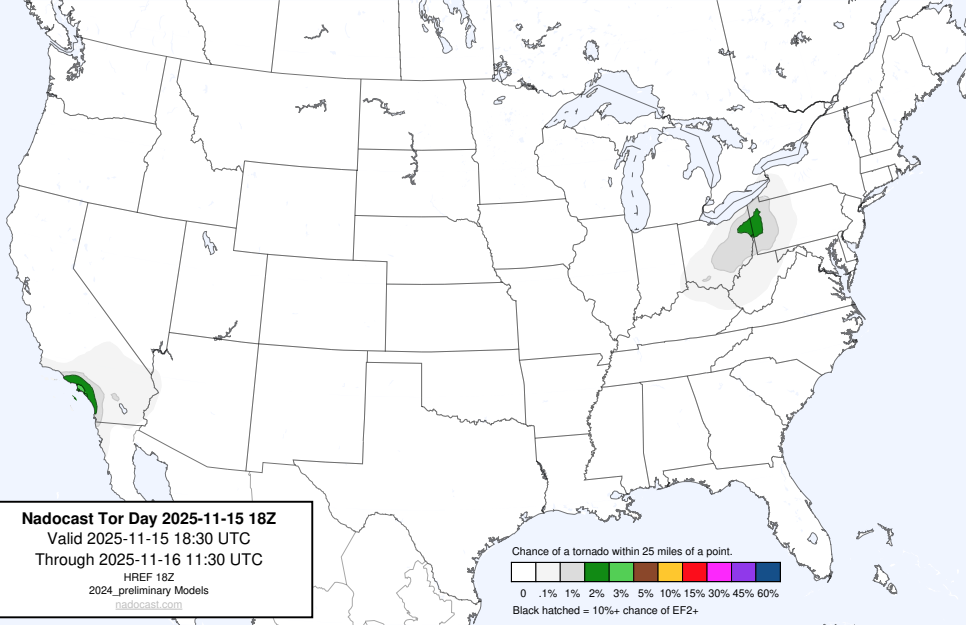 Nadocast Tor Day 2025-11-15 18Z
Valid 2025-11-15 18:30 UTC
Through 2025-11-16 11:30 UTC
HREF 18Z
2024_preliminary Models
nadocast.com
Chance of a tornado within 25 miles of a point.
0 .1% 1% 2% 3% 5% 10% 15% 30% 45% 60%
Black hatched = 10%+ chance of EF2+